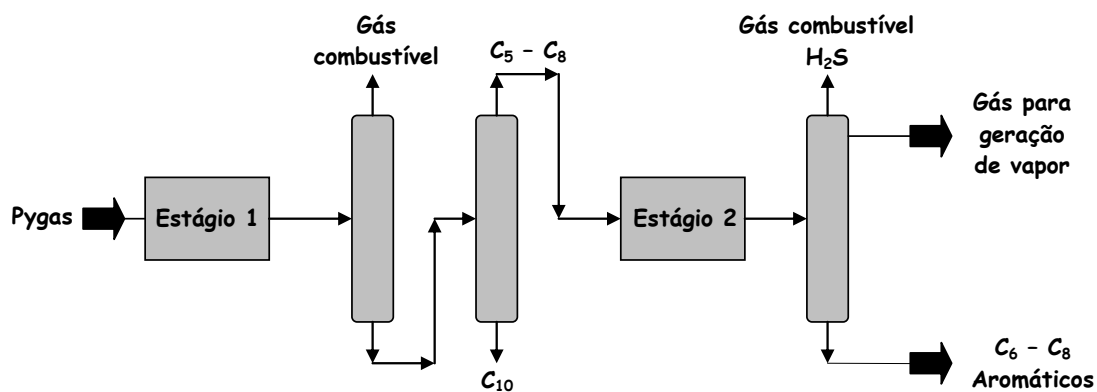 Gás
combustível
C₅ – C₈
Gás combustível
H₂S
Gás para
geração
de vapor
Pygas
Estágio 1
Estágio 2
C₁₀
C₆ – C₈
Aromáticos